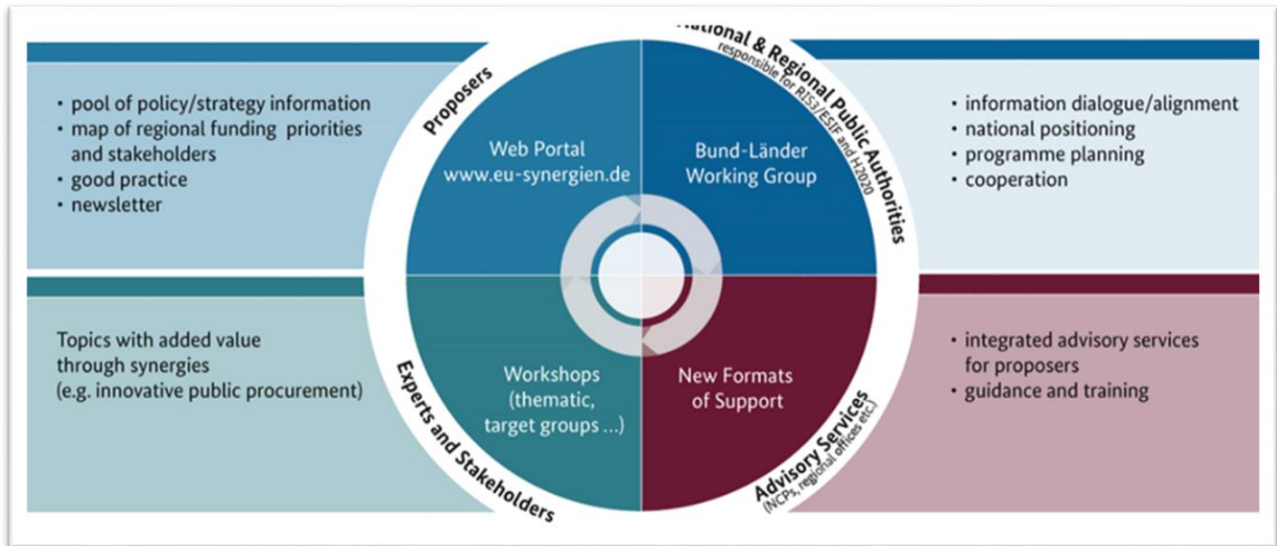 • pool of policy/strategy information
• map of regional funding priorities
and stakeholders
• good practice
• newsletter
Proposers
Web Portal
www.eu-synergien.de
National & Regional Public Authorities
responsible for RIS3/ESIF and H2020
Bund-Länder
Working Group
• information dialogue/alignment
• national positioning
• programme planning
• cooperation
Topics with added value
through synergies
(e.g. innovative public procurement)
Experts and Stakeholders
Workshops
(thematic,
target groups ...)
New Formats
of Support
Advisory Services
(NCPs, regional offices etc.)
• integrated advisory services
for proposers
• guidance and training